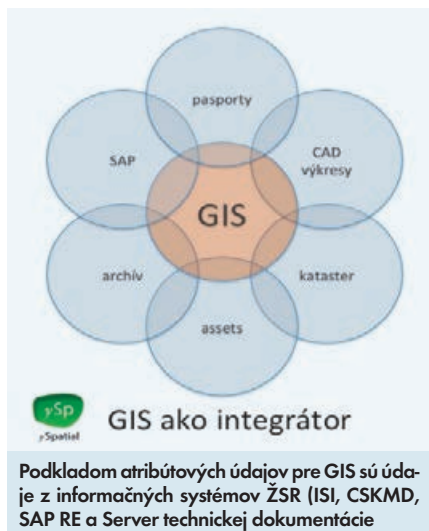 pasporty
SAP
CAD
výkresy
GIS
archív
kataster
assets
ySp
ySpatial
GIS ako integrátor
Podkladom atribútových údajov pre GIS sú úda-
je z informačných systémov ŽSR (ISI, CSKMD,
SAP RE a Server technickej dokumentácie